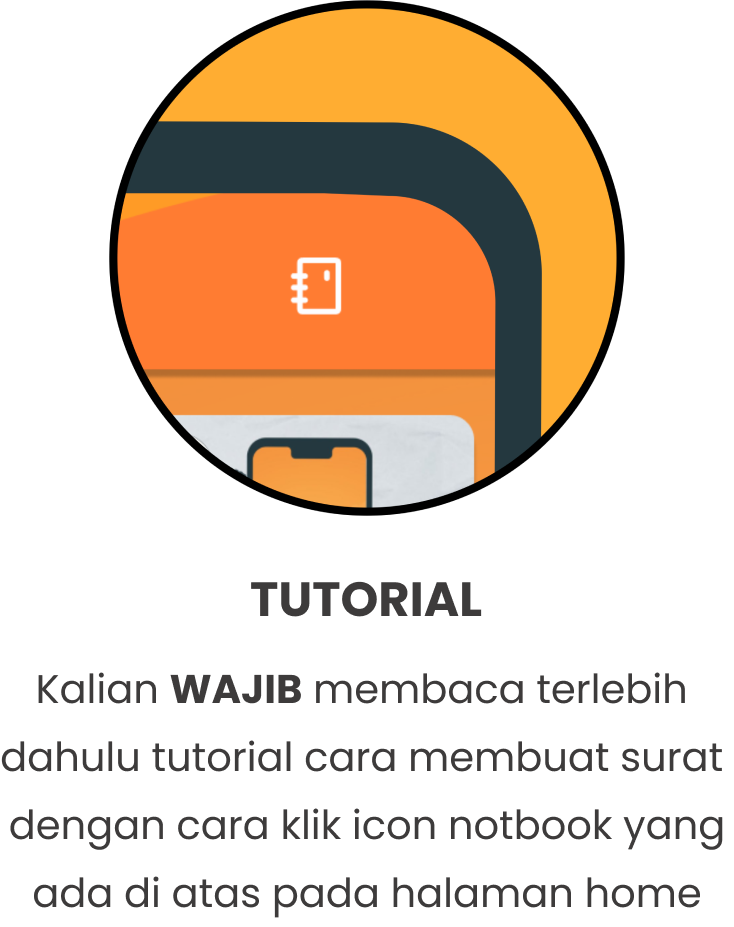 TUTORIAL
Kalian WAJIB membaca terlebih
dahulu tutorial cara membuat surat
dengan cara klik icon notbook yang
ada di atas pada halaman home